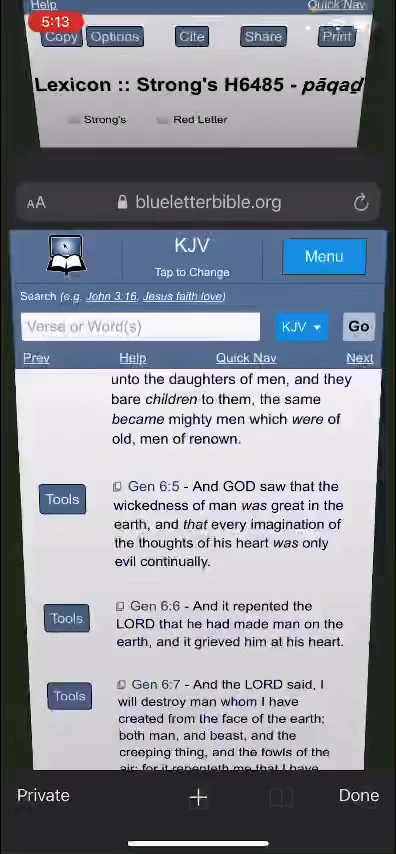 Help
Quick Nav
5:13
Copy Options Cite Share Print
Lexicon :: Strong's H6485 - pāqaḏ
Strong's Red Letter
AA blueletterbible.org
KJV
Menu
Tap to Change
Search (e.g. John 3:16, Jesus faith love)
Verse or Word(s) KJV Go
Prev Help Quick Nav Next
unto the daughters of men, and they
bare children to them, the same
became mighty men which were of
old, men of renown.
Tools
Gen 6:5 - And GOD saw that the
wickedness of man was great in the
earth, and that every imagination of
the thoughts of his heart was only
evil continually.
Tools
Gen 6:6 - And it repented the
LORD that he had made man on the
earth, and it grieved him at his heart.
Tools
Gen 6:7 - And the LORD said, I
will destroy man whom I have
created from the face of the earth;
both man, and beast, and the
creeping thing, and the fowls of the
air; for it repenteth me that I have
Private + Done